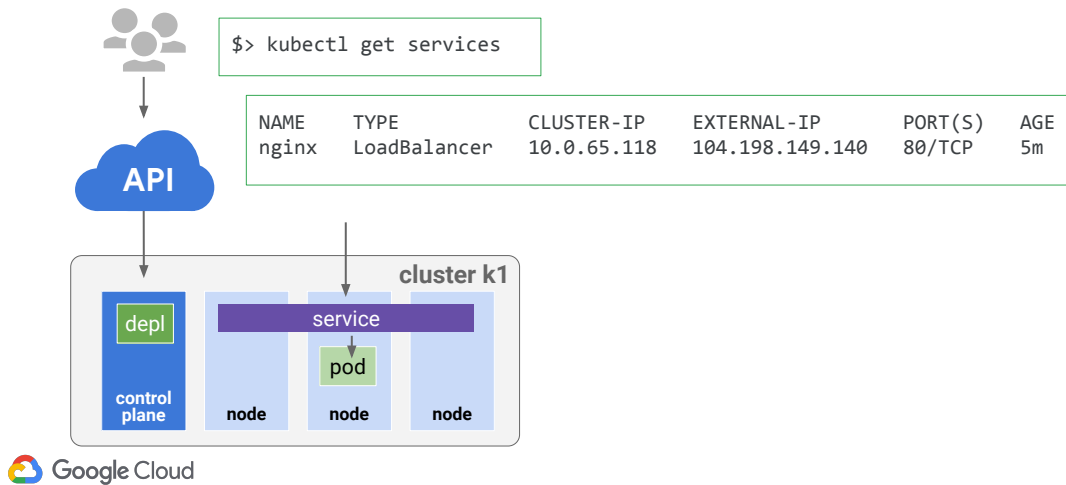 $> kubectl get services
NAME TYPE CLUSTER-IP EXTERNAL-IP PORT(S) AGE
nginx LoadBalancer 10.0.65.118 104.198.149.140 80/TCP 5m
API
cluster k1
depl
service
pod
control
plane
node
node
node
Google Cloud